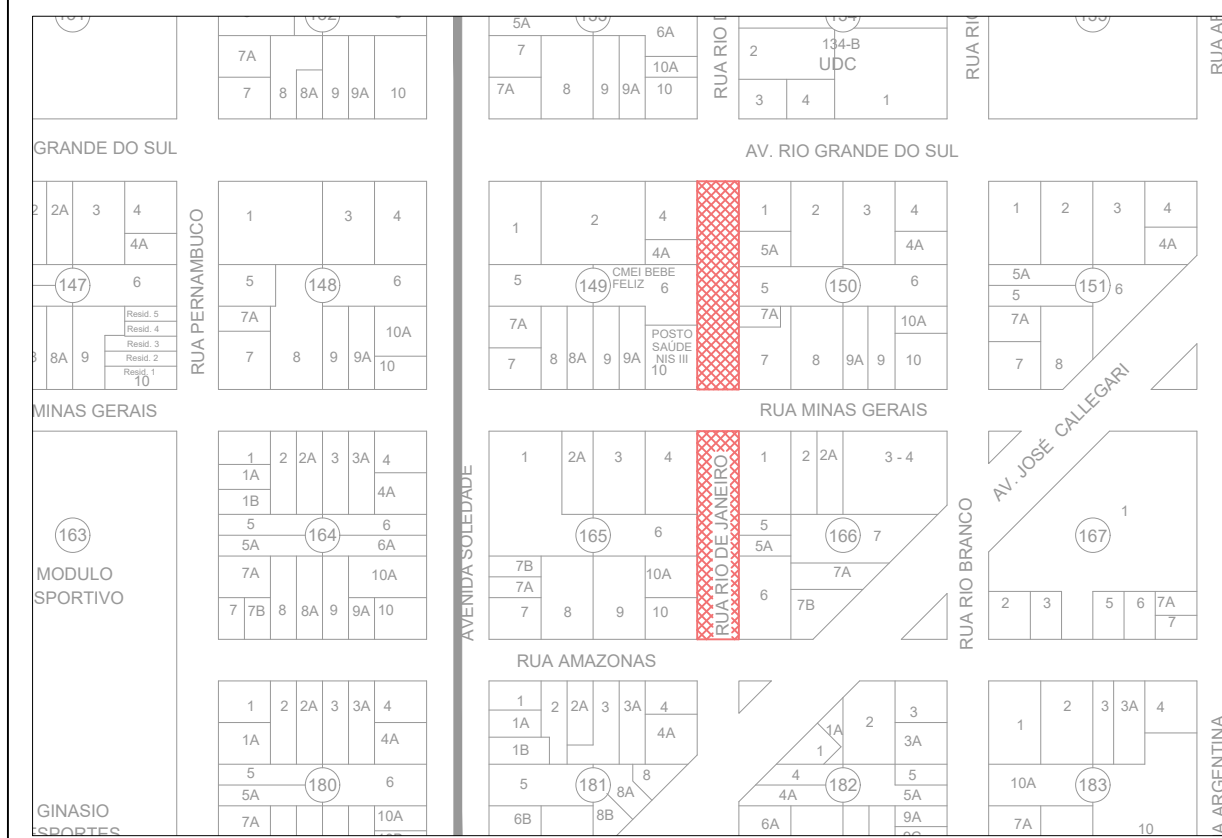 5A
6A
7
10A
7A
8
9
9A
10
7A
7
8
8A
9
9A
10
2
134-B
UDC
3
4
1
GRANDE DO SUL
AV. RIO GRANDE DO SUL
2A
3
4
4A
147
6
Resid. 5
Resid. 4
Resid. 3
Resid. 2
Resid. 1
10
8A
9
RUA PERNAMBUCO
1
3
4
5
148
6
7A
10A
7
8
9
9A
10
1
2
4
4A
5
149
CMEI BEBE
FELIZ
6
7A
POSTO
SAÚDE
NIS III
10
7
8
8A
9
9A
1
2
3
4
5A
4A
5
150
6
7A
10A
7
8
9A
9
10
1
2
3
4
4A
5A
5
151
6
7A
7
8
MINAS GERAIS
RUA MINAS GERAIS
AV. JOSÉ CALLEGARI
163
MODULO
SPORTIVO
1
2
2A
3
3A
4
1A
4A
1B
5
164
6
5A
6A
7A
10A
7
7B
8
8A
9
9A
10
AVENIDA SOLEDADE
1
2A
3
4
165
6
7B
7A
10A
7
8
9
10
RUA RIO DE JANEIRO
1
2
2A
3 - 4
5
5A
166
7
7A
6
7B
RUA RIO BRANCO
1
167
2
3
5
6
7A
7
RUA AMAZONAS
1
2
2A
3
3A
4
1A
4A
5
180
6
5A
7A
10A
GINASIO
1
2
2A
3
3A
4
1A
4A
1B
5
181
8
8A
6B
8B
1A
1
2
3
3A
4
182
5
4A
5A
6A
9A
1
2
3
3A
4
10A
183
7A
10
A ARGENTINA
RUA RIO
RUA RIO